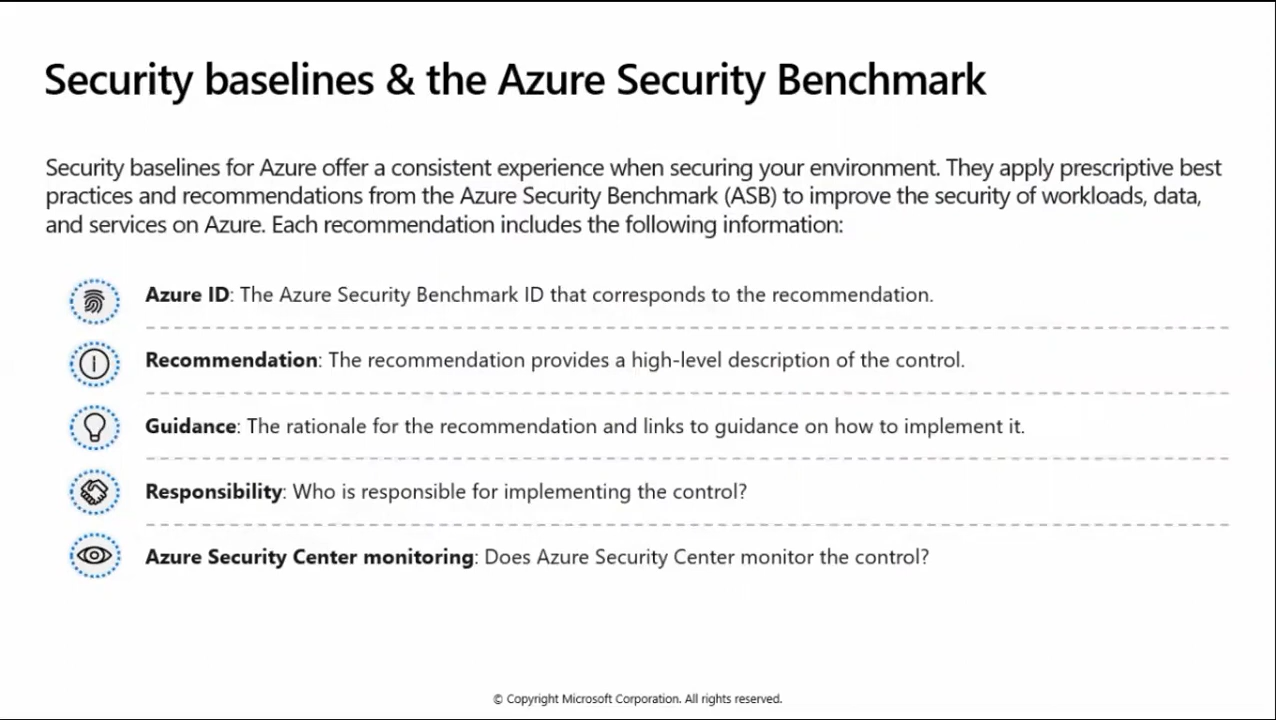 Security baselines & the Azure Security Benchmark
Security baselines for Azure offer a consistent experience when securing your environment. They apply prescriptive best
practices and recommendations from the Azure Security Benchmark (ASB) to improve the security of workloads, data,
and services on Azure. Each recommendation includes the following information:
Azure ID: The Azure Security Benchmark ID that corresponds to the recommendation.
Recommendation: The recommendation provides a high-level description of the control.
Guidance: The rationale for the recommendation and links to guidance on how to implement it.
Responsibility: Who is responsible for implementing the control?
Azure Security Center monitoring: Does Azure Security Center monitor the control?
© Copyright Microsoft Corporation. All rights reserved.